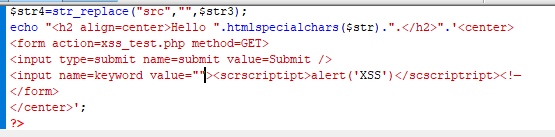 $str4=str_replace("src","",$str3);
echo "<h2 align=center>Hello ".htmlspecialchars($str).".</h2>".'<center>
<form action=xss_test.php method=GET>
<input type=submit name=submit value=Submit />
<input name=keyword value=""><scrscriptipt>alert('XSS')</scscriptript><!—
</form>
</center>';
?>